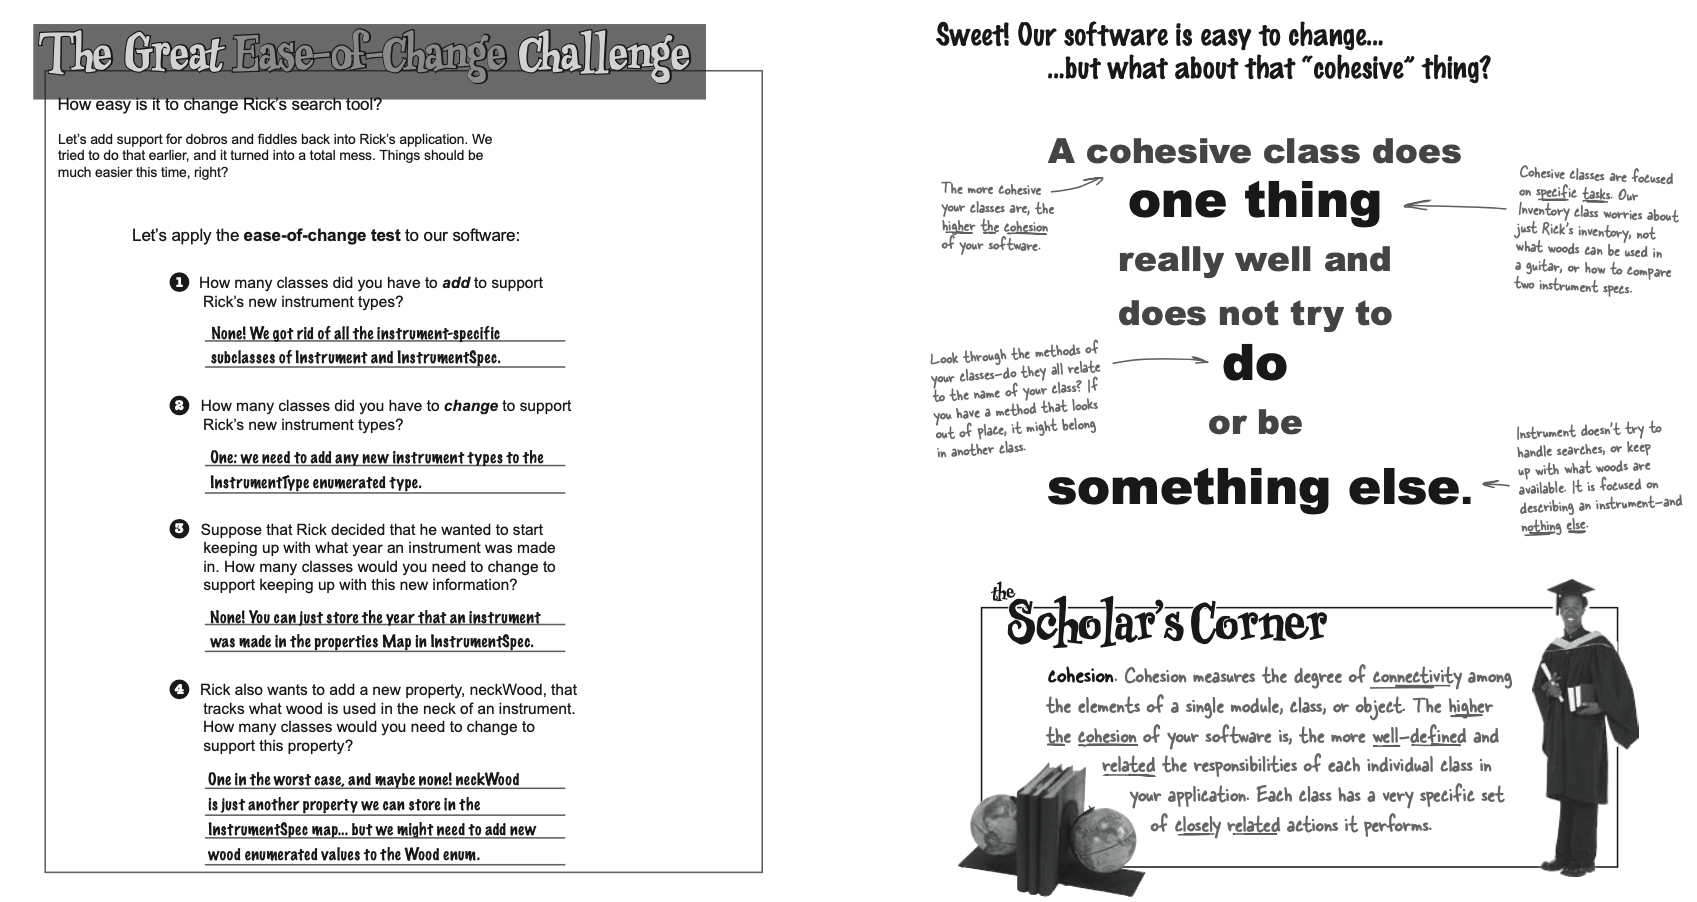 The Great Ease-of-Change Challenge
How easy is it to change Rick's search tool?
Let's add support for dobros and fiddles back into Rick's application. We
tried to do that earlier, and it turned into a total mess. Things should be
much easier this time, right?
Let's apply the ease-of-change test to our software:
1 How many classes did you have to add to support
Rick's new instrument types?
None! We got rid of all the instrument-specific
subclasses of Instrument and InstrumentSpec.
2 How many classes did you have to change to support
Rick's new instrument types?
One: we need to add any new instrument types to the
InstrumentType enumerated type.
3 Suppose that Rick decided that he wanted to start
keeping up with what year an instrument was made
in. How many classes would you need to change to
support keeping up with this new information?
None! You can just store the year that an instrument
was made in the properties Map in InstrumentSpec.
4 Rick also wants to add a new property, neckWood, that
tracks what wood is used in the neck of an instrument.
How many classes would you need to change to
support this property?
One in the worst case, and maybe none! neckWood
is just another property we can store in the
InstrumentSpec map... but we might need to add new
wood enumerated values to the Wood enum.
Sweet! Our software is easy to change...
...but what about that “cohesive” thing?
A cohesive class does
one thing
really well and
does not try to
do
or be
something else.
The more cohesive
your classes are, the
higher the cohesion
of your software.
Cohesive classes are focused
on specific tasks. Our
Inventory class worries about
just Rick's inventory, not
what woods can be used in
a guitar, or how to compare
two instrument specs.
Look through the methods of
your classes—do they all relate
to the name of your class? If
you have a method that looks
out of place, it might belong
in another class.
Instrument doesn't try to
handle searches, or keep
up with what woods are
available. It is focused on
describing an instrument—and
nothing else.
the
Scholar's Corner
cohesion. Cohesion measures the degree of connectivity among
the elements of a single module, class, or object. The higher
the cohesion of your software is, the more well-defined and
related the responsibilities of each individual class in
your application. Each class has a very specific set
of closely related actions it performs.